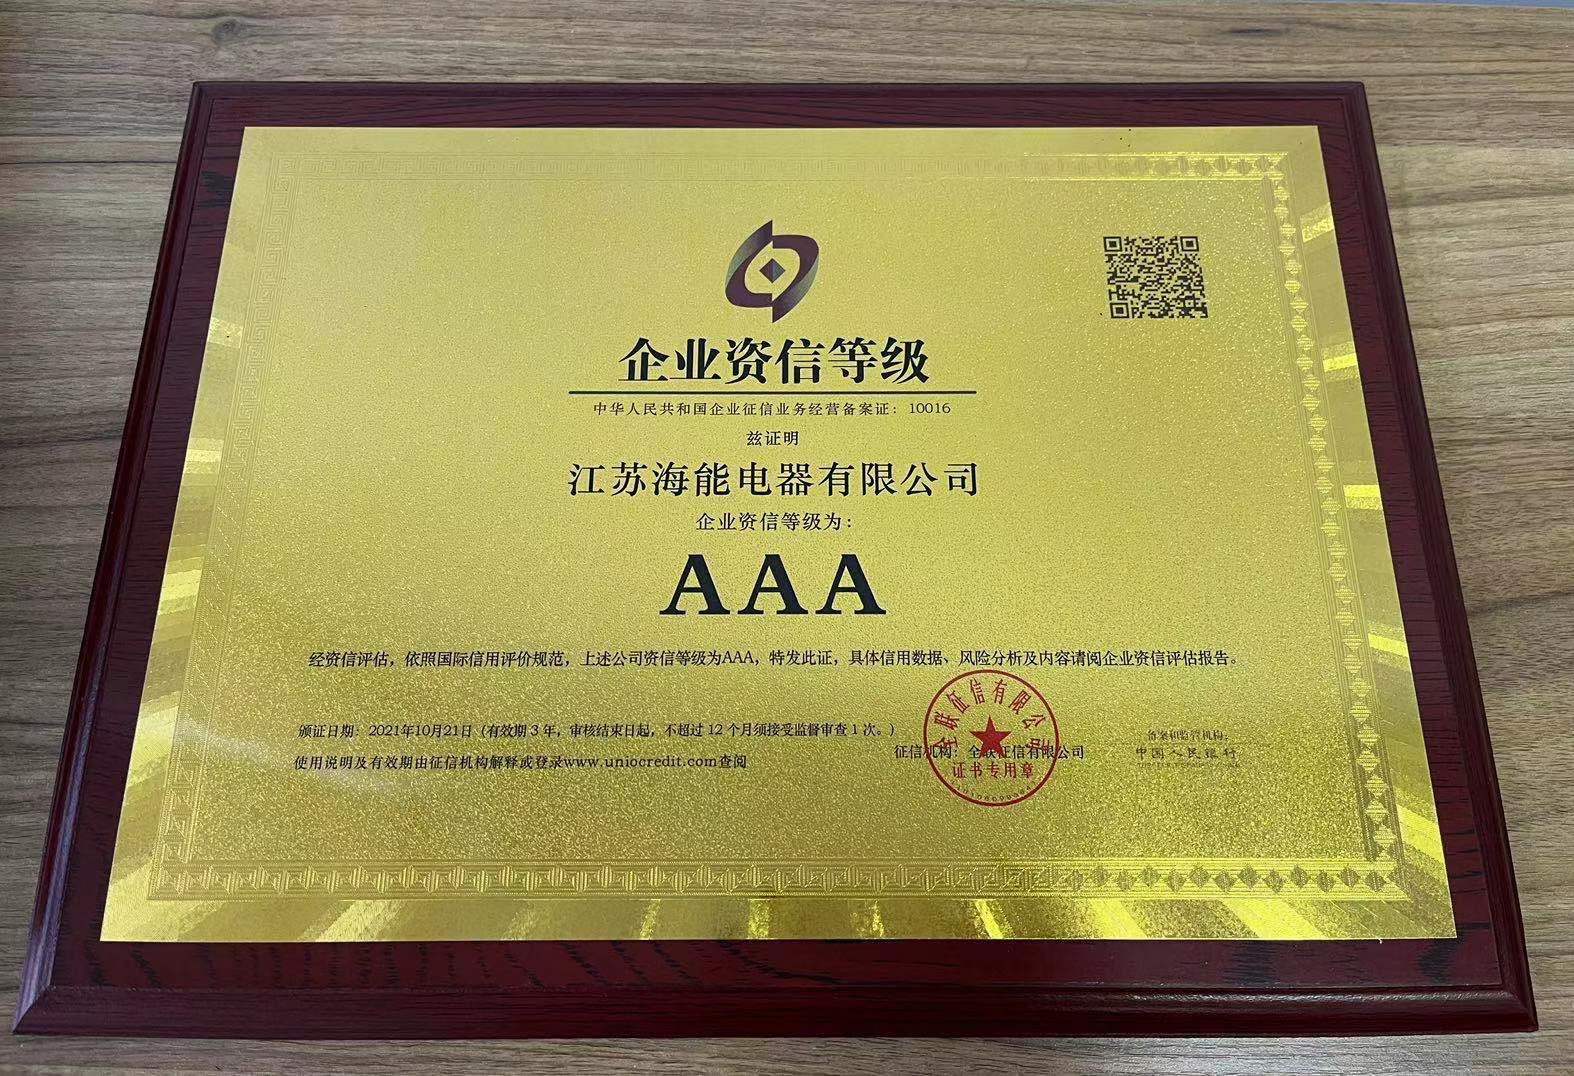 企业资信等级
中华人民共和国企业征信业务经营备案证：10016
兹证明
江苏海能电器有限公司
企业资信等级为：
AAA
经资信评估，依照国际信用评价规范，上述公司资信等级为AAA，特发此证，具体信用数据、风险分析及内容请阅企业资信评估报告。
颁证日期：2021年10月21日（有效期3年，审核结束日起，不超过12个月须接受监督审查1次。）
使用说明及有效期由征信机构解释或登录www.uniocredit.com查阅
征信机构：全联征信有限公司
全联征信有限公司
证书专用章
备案和监管机构：
中国人民银行